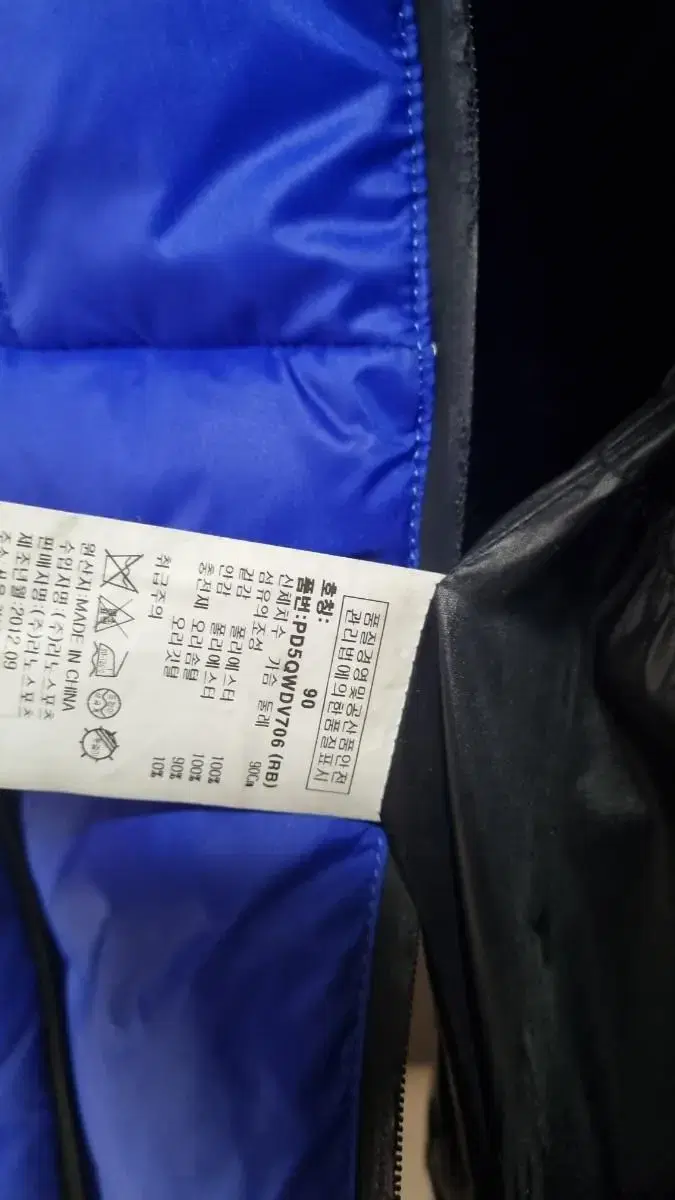 품질경영및공산품안전
관리법에의한품질표시
호칭: 90
품번:PD5QWDV706 (RB)
신체치수 가슴 둘레 90Cm
섬유의조성
겉감 폴리에스터 100%
안감 폴리에스터 100%
충전재 오리솜털 90%
오리깃털 10%
취급주의
원산지:MADE IN CHINA
수입자명:(주)리노스포츠
판매자명:(주)리노스포츠
제조년월:2012.09